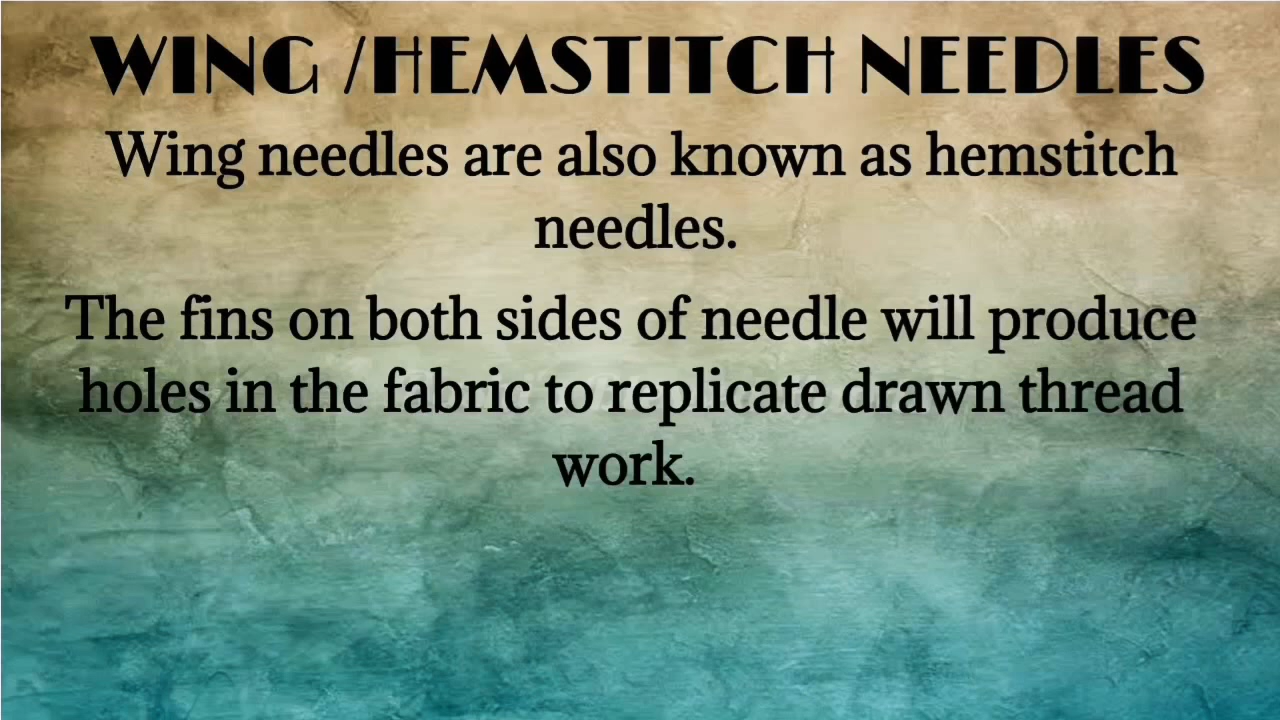 WING /HEMSTITCH NEEDLES
Wing needles are also known as hemstitch
needles.
The fins on both sides of needle will produce
holes in the fabric to replicate drawn thread
work.